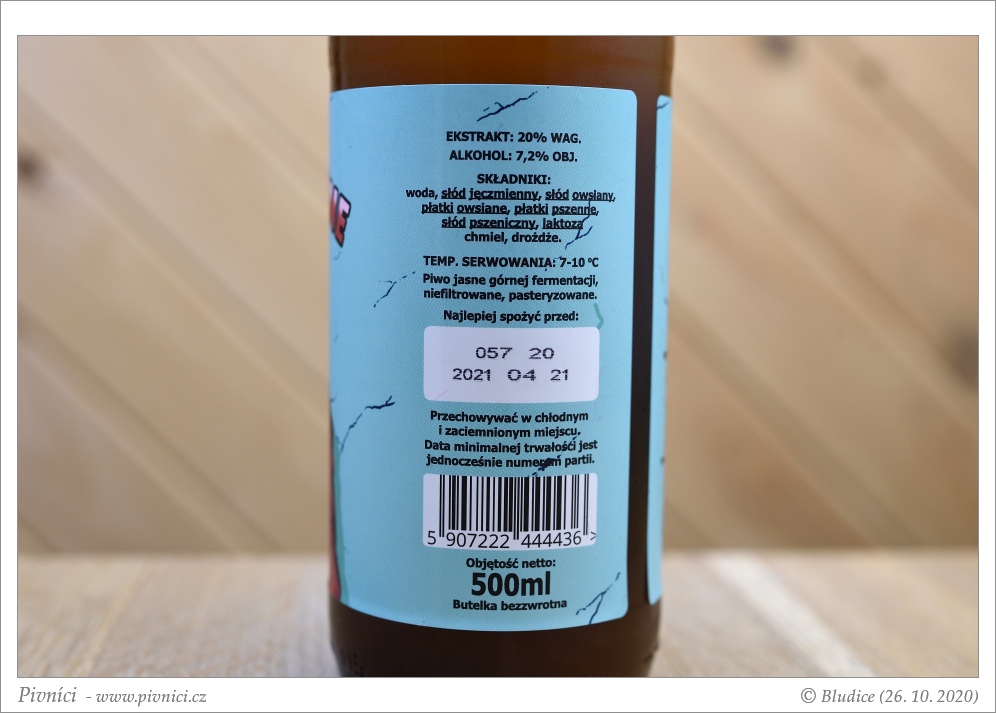 EKSTRAKT: 20% WAG.
ALKOHOL: 7,2% OBJ.
SKŁADNIKI:
woda, słód jęczmienny, słód owsiany,
płatki owsiane, płatki pszenne,
słód pszeniczny, laktoza
chmiel, drożdże.
TEMP. SERWOWANIA: 7-10 °C
Piwo jasne górnej fermentacji,
niefiltrowane, pasteryzowane.
Najlepiej spożyć przed:
057 20
2021 04 21
Przechowywać w chłodnym
i zaciemnionym miejscu.
Data minimalnej trwałości jest
jednocześnie numerem partii.
5 907222 444436 >
Objętość netto:
500ml
Butelka bezzwrotna
Pivníci - www.pivnici.cz
© Bludice (26. 10. 2020)